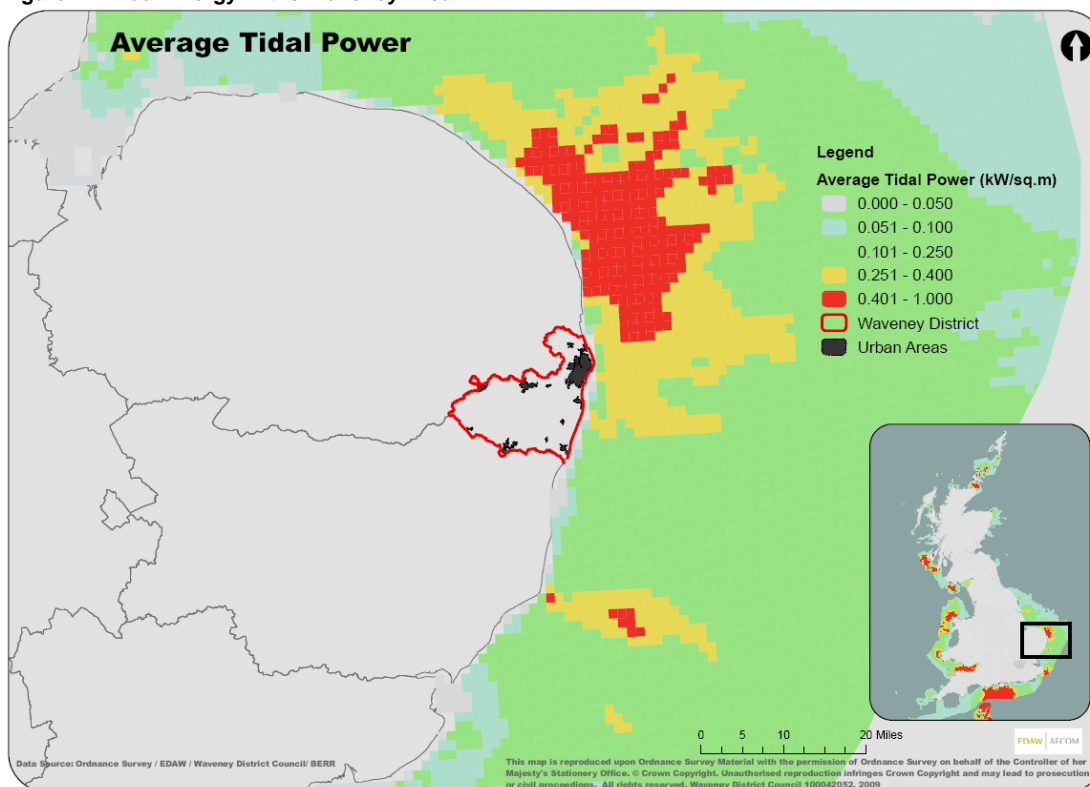 Average Tidal Power
Legend
Average Tidal Power (kW/sq.m)
0.000 - 0.050
0.051 - 0.100
0.101 - 0.250
0.251 - 0.400
0.401 - 1.000
Waveney District
Urban Areas
0 5 10 20 Miles
EDAW AECOM
Data Source: Ordnance Survey / EDAW / Waveney District Council/ BERR
This map is reproduced upon Ordnance Survey Material with the permission of Ordnance Survey on behalf of the Controller of her
Majesty's Stationery Office. © Crown Copyright. Unauthorised reproduction infringes Crown Copyright and may lead to prosecution
or civil proceedings. All rights reserved. Waveney District Council 100042052, 2009